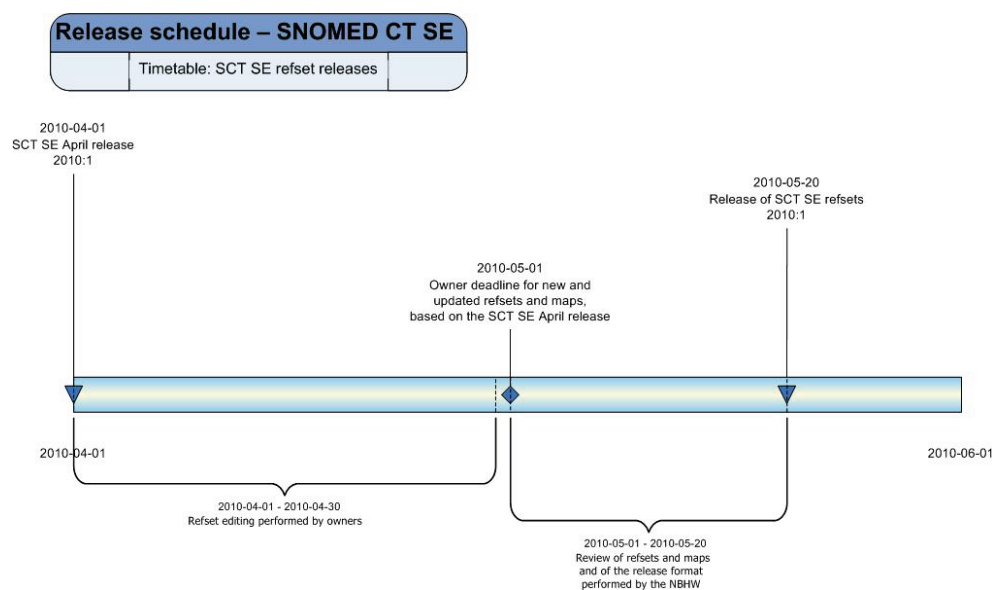 Release schedule – SNOMED CT SE
Timetable: SCT SE refset releases
2010-04-01
SCT SE April release
2010:1
2010-05-20
Release of SCT SE refsets
2010:1
2010-05-01
Owner deadline for new and
updated refsets and maps,
based on the SCT SE April release
2010-04-01
2010-06-01
2010-04-01 - 2010-04-30
Refset editing performed by owners
2010-05-01 - 2010-05-20
Review of refsets and maps
and of the release format
performed by the NBHW